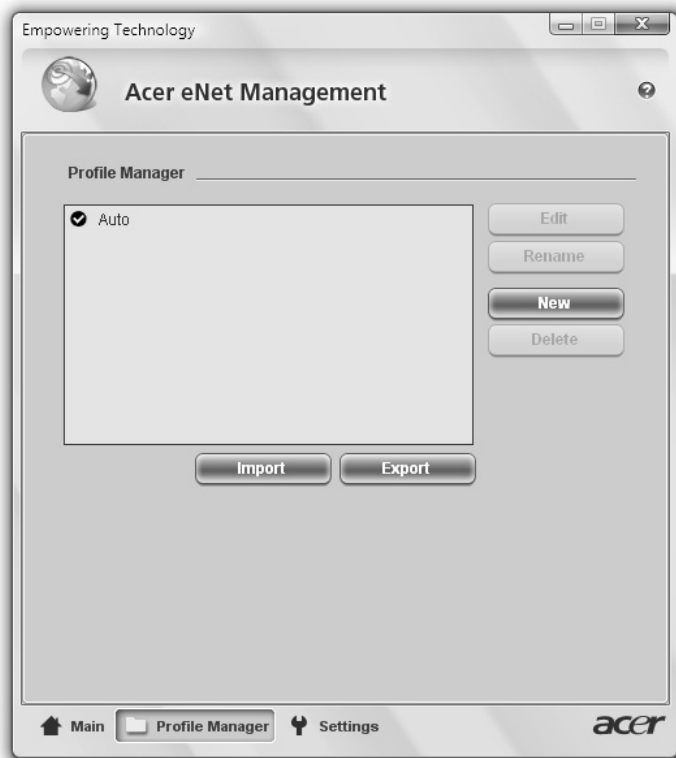 Empowering Technology
Acer eNet Management
Profile Manager
Auto
Edit
Rename
New
Delete
Import Export
Main Profile Manager Settings acer